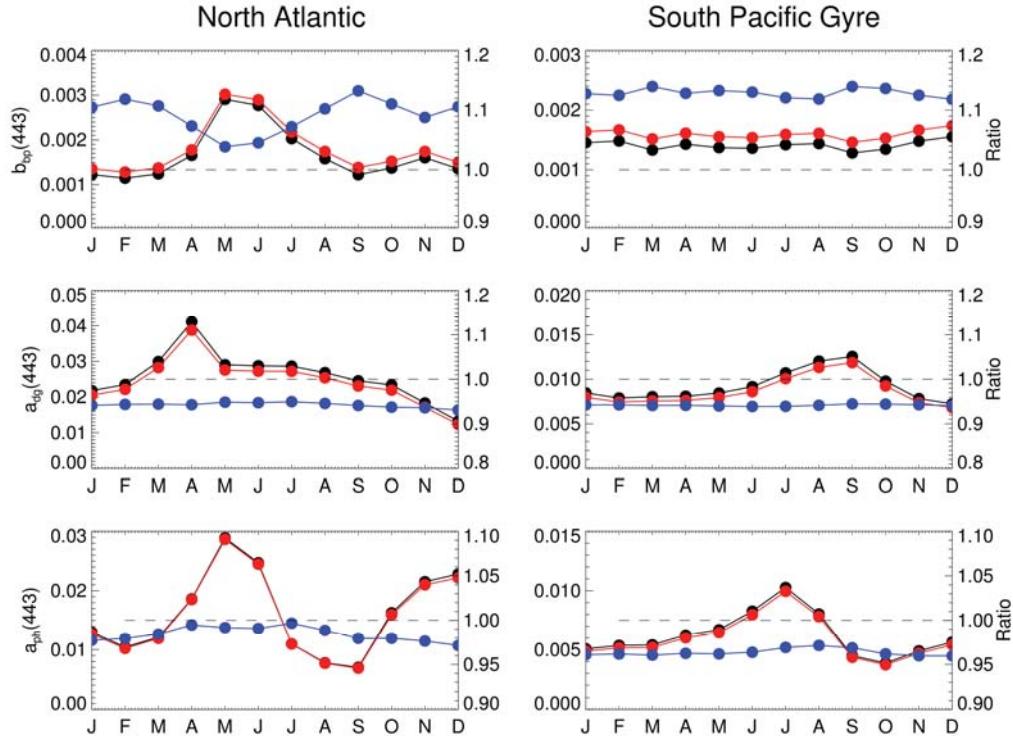 North Atlantic
South Pacific Gyre
0.004 0.003 0.002 0.001 0.000
b_bp(443)
1.2 1.1 1.0 0.9
J F M A M J J A S O N D
0.003 0.002 0.001 0.000
1.2 1.1 1.0 0.9
Ratio
J F M A M J J A S O N D
0.05 0.04 0.03 0.02 0.01 0.00
a_dg(443)
1.2 1.1 1.0 0.9 0.8
J F M A M J J A S O N D
0.020 0.015 0.010 0.005 0.000
1.2 1.1 1.0 0.9 0.8
Ratio
J F M A M J J A S O N D
0.03 0.02 0.01 0.00
a_ph(443)
1.10 1.05 1.00 0.95 0.90
J F M A M J J A S O N D
0.015 0.010 0.005 0.000
1.10 1.05 1.00 0.95 0.90
Ratio
J F M A M J J A S O N D